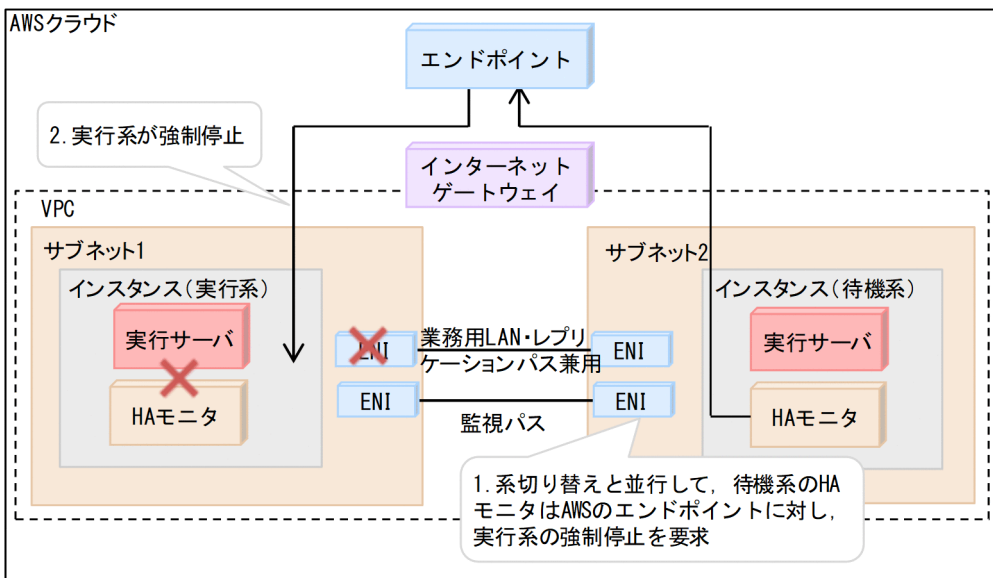 AWSクラウド
エンドポイント
2. 実行系が強制停止
インターネット
ゲートウェイ
VPC
サブネット1
インスタンス(実行系)
実行サーバ
HAモニタ
ENI
ENI
業務用LAN・レプリ
ケーションパス兼用
監視パス
サブネット2
インスタンス(待機系)
実行サーバ
HAモニタ
ENI
ENI
1. 系切り替えと並行して, 待機系のHA
モニタはAWSのエンドポイントに対し,
実行系の強制停止を要求